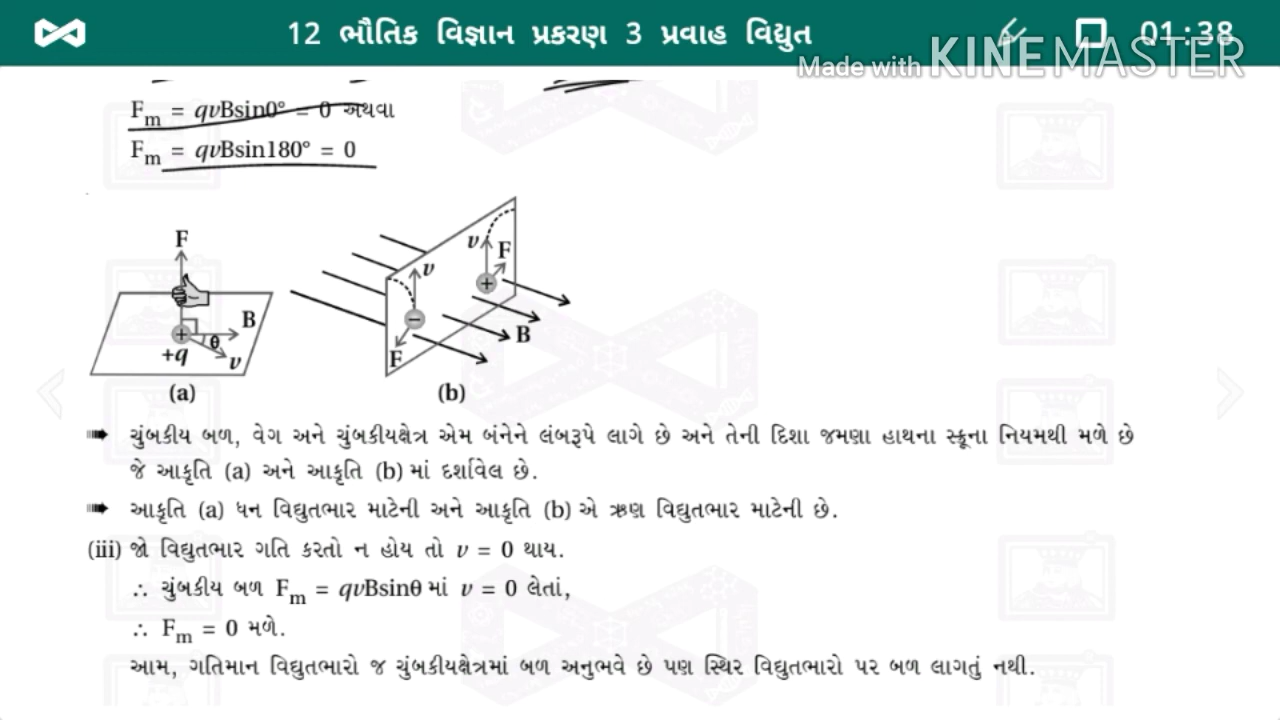 12 ભૌતિક વિજ્ઞાન પ્રકરણ 3 પ્રવાહ વિદ્યુત
01:38
Made with KINEMASTER
Fm = qvBsin0° = 0 અથવા
Fm = qvBsin180° = 0
F
B
θ
+
+q
v
(a)
v
F
v
F
+
−
B
(b)
➠ ચુંબકીય બળ, વેગ અને ચુંબકીયક્ષેત્ર એમ બંનેને લંબરૂપે લાગે છે અને તેની દિશા જમણા હાથના સ્ક્રૂના નિયમથી મળે છે
જે આકૃતિ (a) અને આકૃતિ (b) માં દર્શાવેલ છે.
➠ આકૃતિ (a) ધન વિદ્યુતભાર માટેની અને આકૃતિ (b) એ ઋણ વિદ્યુતભાર માટેની છે.
(iii) જો વિદ્યુતભાર ગતિ કરતો ન હોય તો v = 0 થાય.
∴ ચુંબકીય બળ Fm = qvBsinθ માં v = 0 લેતાં,
∴ Fm = 0 મળે.
આમ, ગતિમાન વિદ્યુતભારો જ ચુંબકીયક્ષેત્રમાં બળ અનુભવે છે પણ સ્થિર વિદ્યુતભારો પર બળ લાગતું નથી.